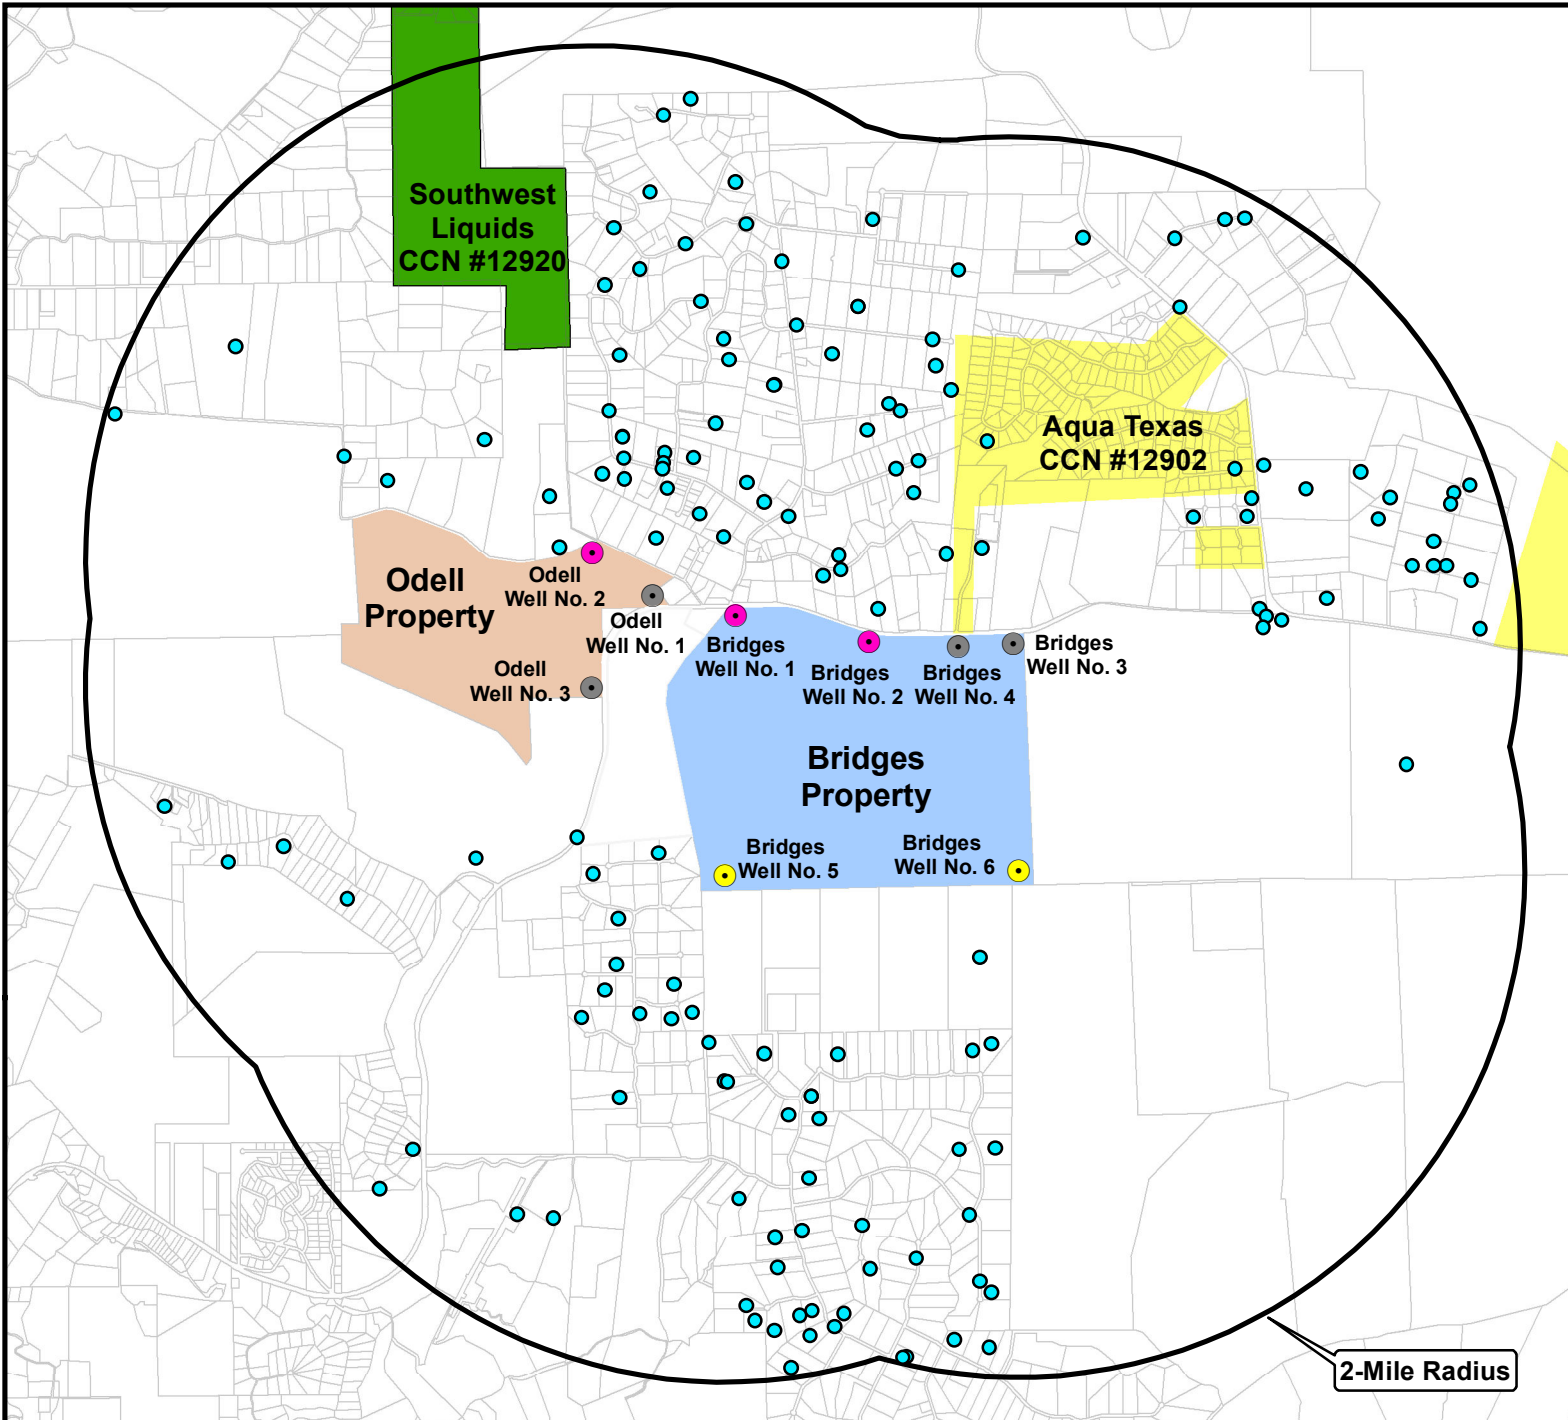 Southwest
Liquids
CCN #12920
Aqua Texas
CCN #12902
Odell
Property
Odell
Well No. 2
Odell
Well No. 1
Odell
Well No. 3
Bridges
Well No. 1
Bridges
Well No. 2
Bridges
Well No. 4
Bridges
Well No. 3
Bridges
Property
Bridges
Well No. 5
Bridges
Well No. 6
2-Mile Radius